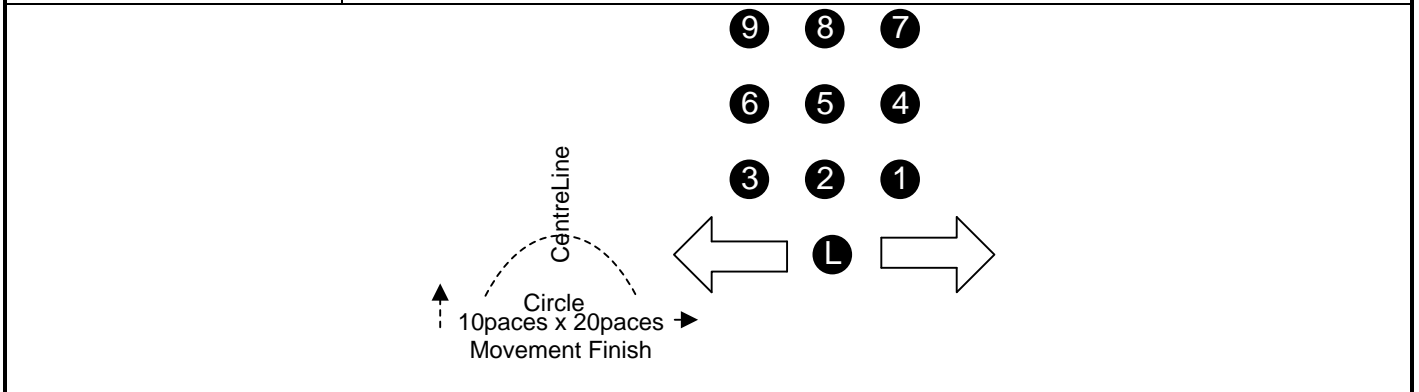 9 8 7
6 5 4
3 2 1
L
CentreLine
Circle
10paces x 20paces
Movement Finish